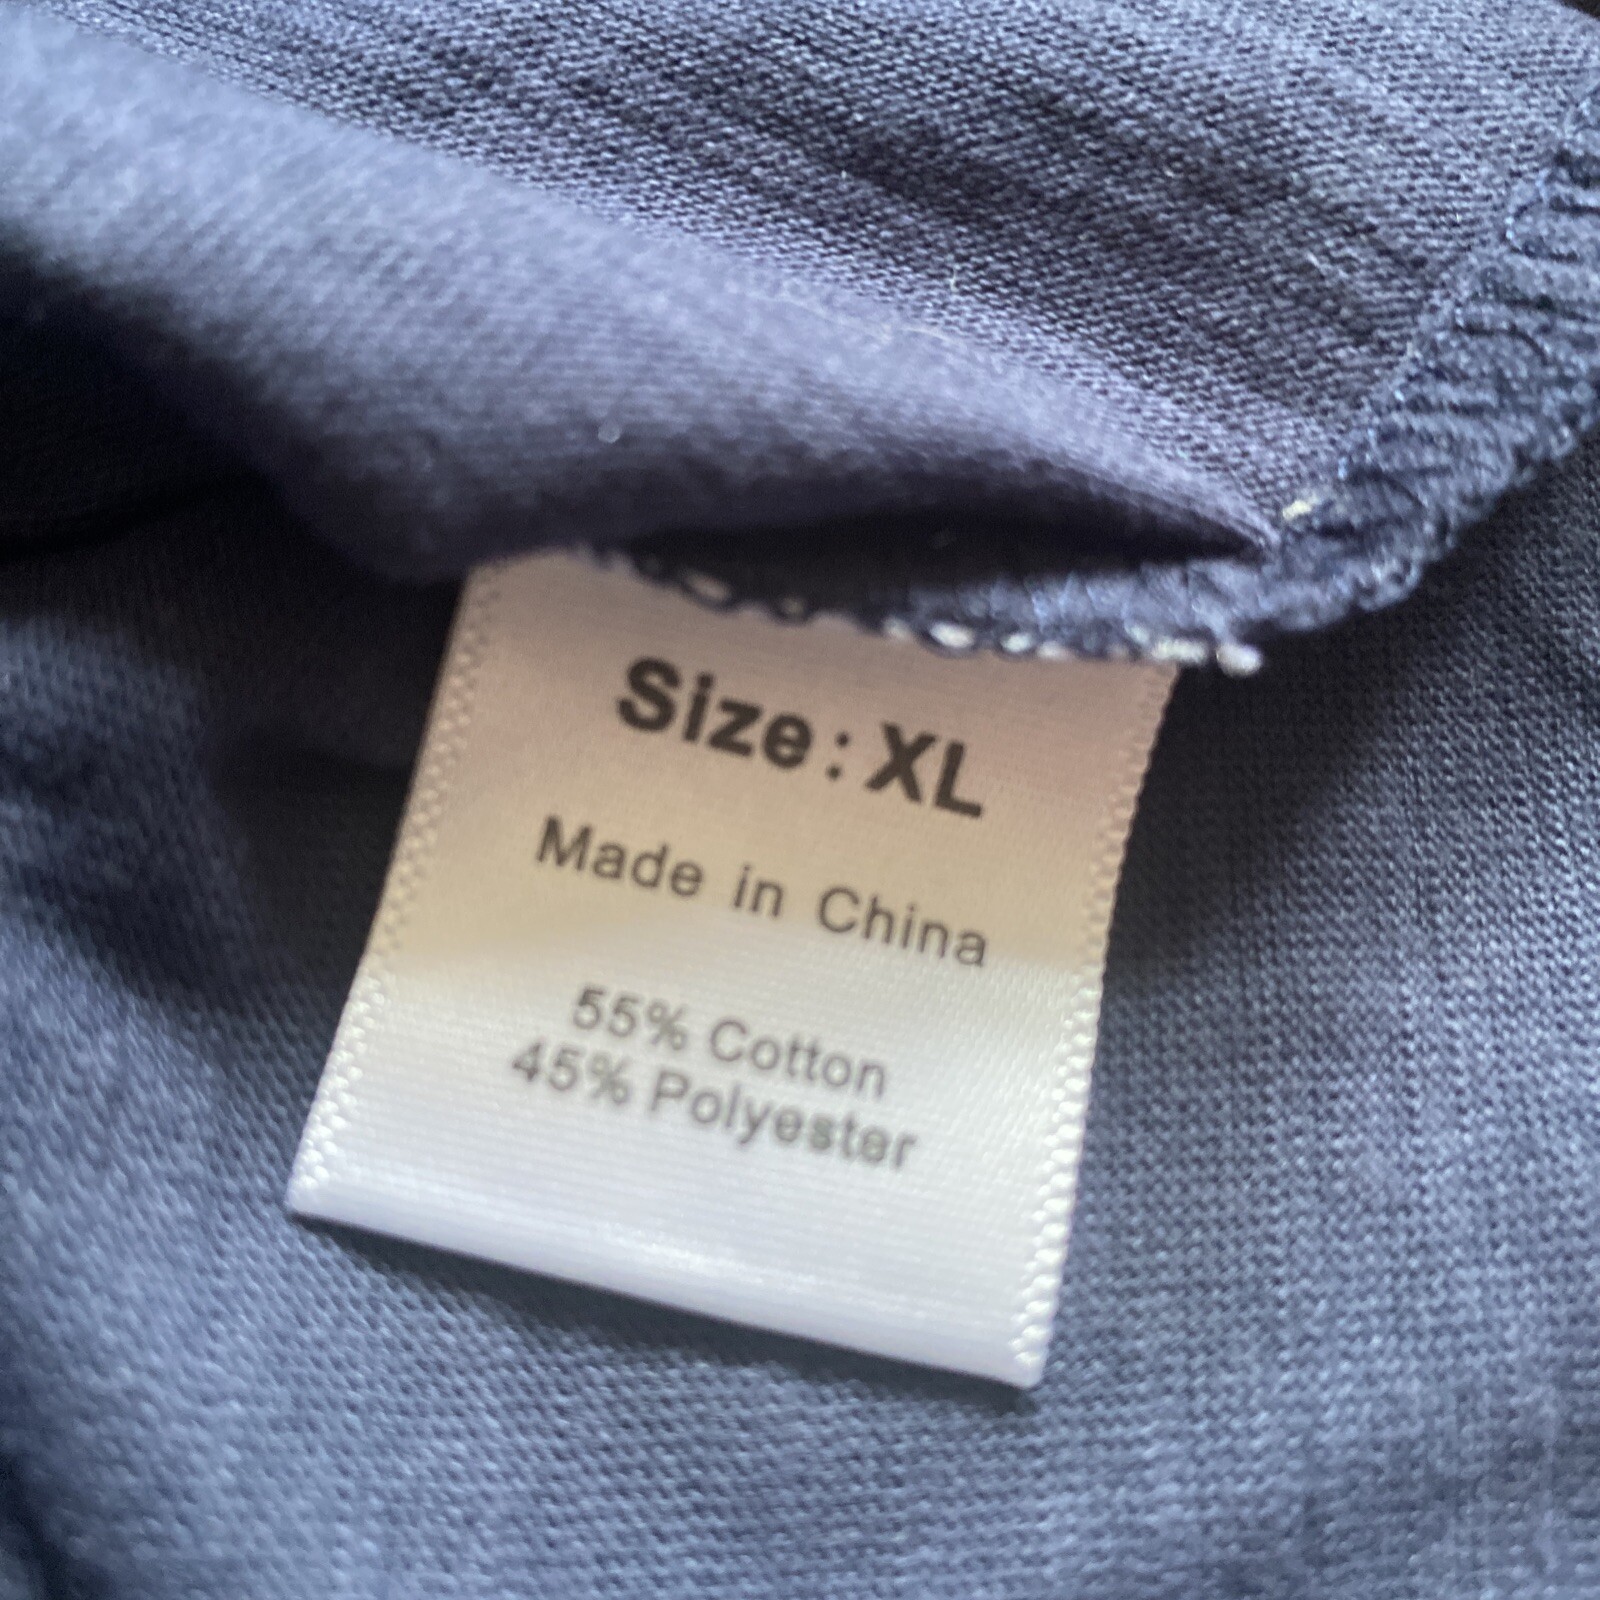 Size: XL
Made in China
55% Cotton
45% Polyester